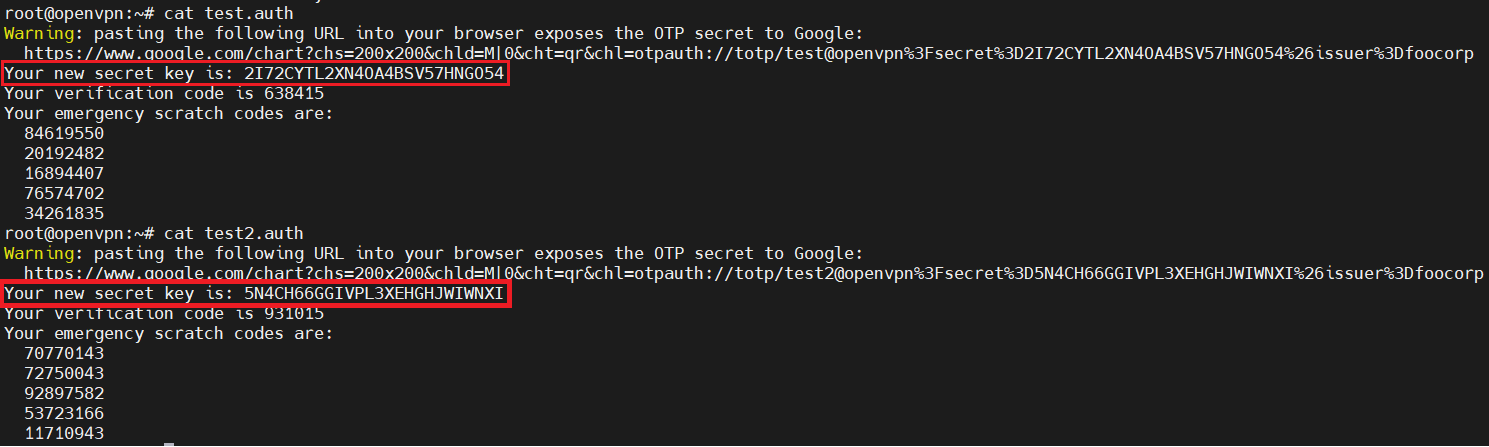 root@openvpn:~# cat test.auth
Warning: pasting the following URL into your browser exposes the OTP secret to Google:
  https://www.google.com/chart?chs=200x200&chld=M|0&cht=qr&chl=otpauth://totp/test@openvpn%3Fsecret%3D2I72CYTL2XN4OA4BSV57HNGO54%26issuer%3Dfoocorp
Your new secret key is: 2I72CYTL2XN4OA4BSV57HNGO54
Your verification code is 638415
Your emergency scratch codes are:
  84619550
  20192482
  16894407
  76574702
  34261835
root@openvpn:~# cat test2.auth
Warning: pasting the following URL into your browser exposes the OTP secret to Google:
  https://www.google.com/chart?chs=200x200&chld=M|0&cht=qr&chl=otpauth://totp/test2@openvpn%3Fsecret%3D5N4CH66GGIVPL3XEHGHJWIWNXI%26issuer%3Dfoocorp
Your new secret key is: 5N4CH66GGIVPL3XEHGHJWIWNXI
Your verification code is 931015
Your emergency scratch codes are:
  70770143
  72750043
  92897582
  53723166
  11710943